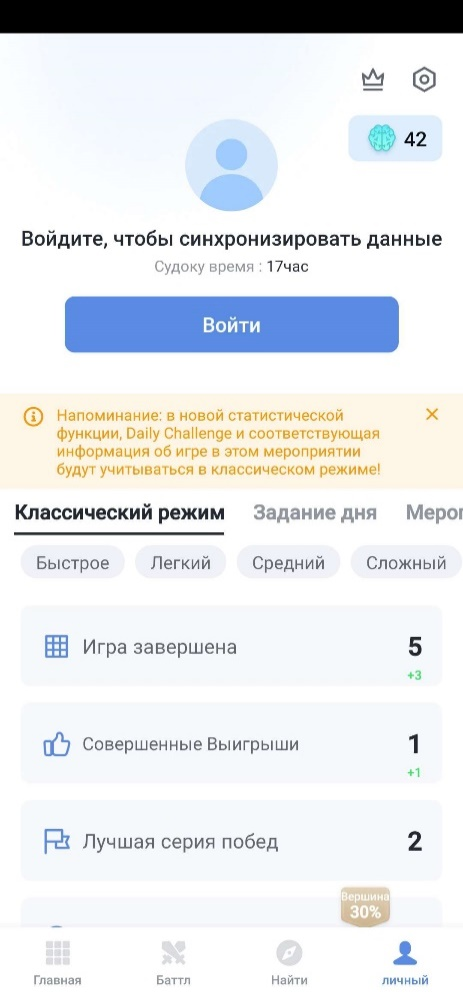 42
Войдите, чтобы синхронизировать данные
Судоку время : 17час
Войти
Напоминание: в новой статистической
функции, Daily Challenge и соответствующая
информация об игре в этом мероприятии
будут учитываться в классическом режиме!
Классический режим Задание дня Мероп
Быстрое Легкий Средний Сложный
Игра завершена 5
+3
Совершенные Выигрыши 1
+1
Лучшая серия побед 2
Вершина
30%
Главная Баттл Найти личный